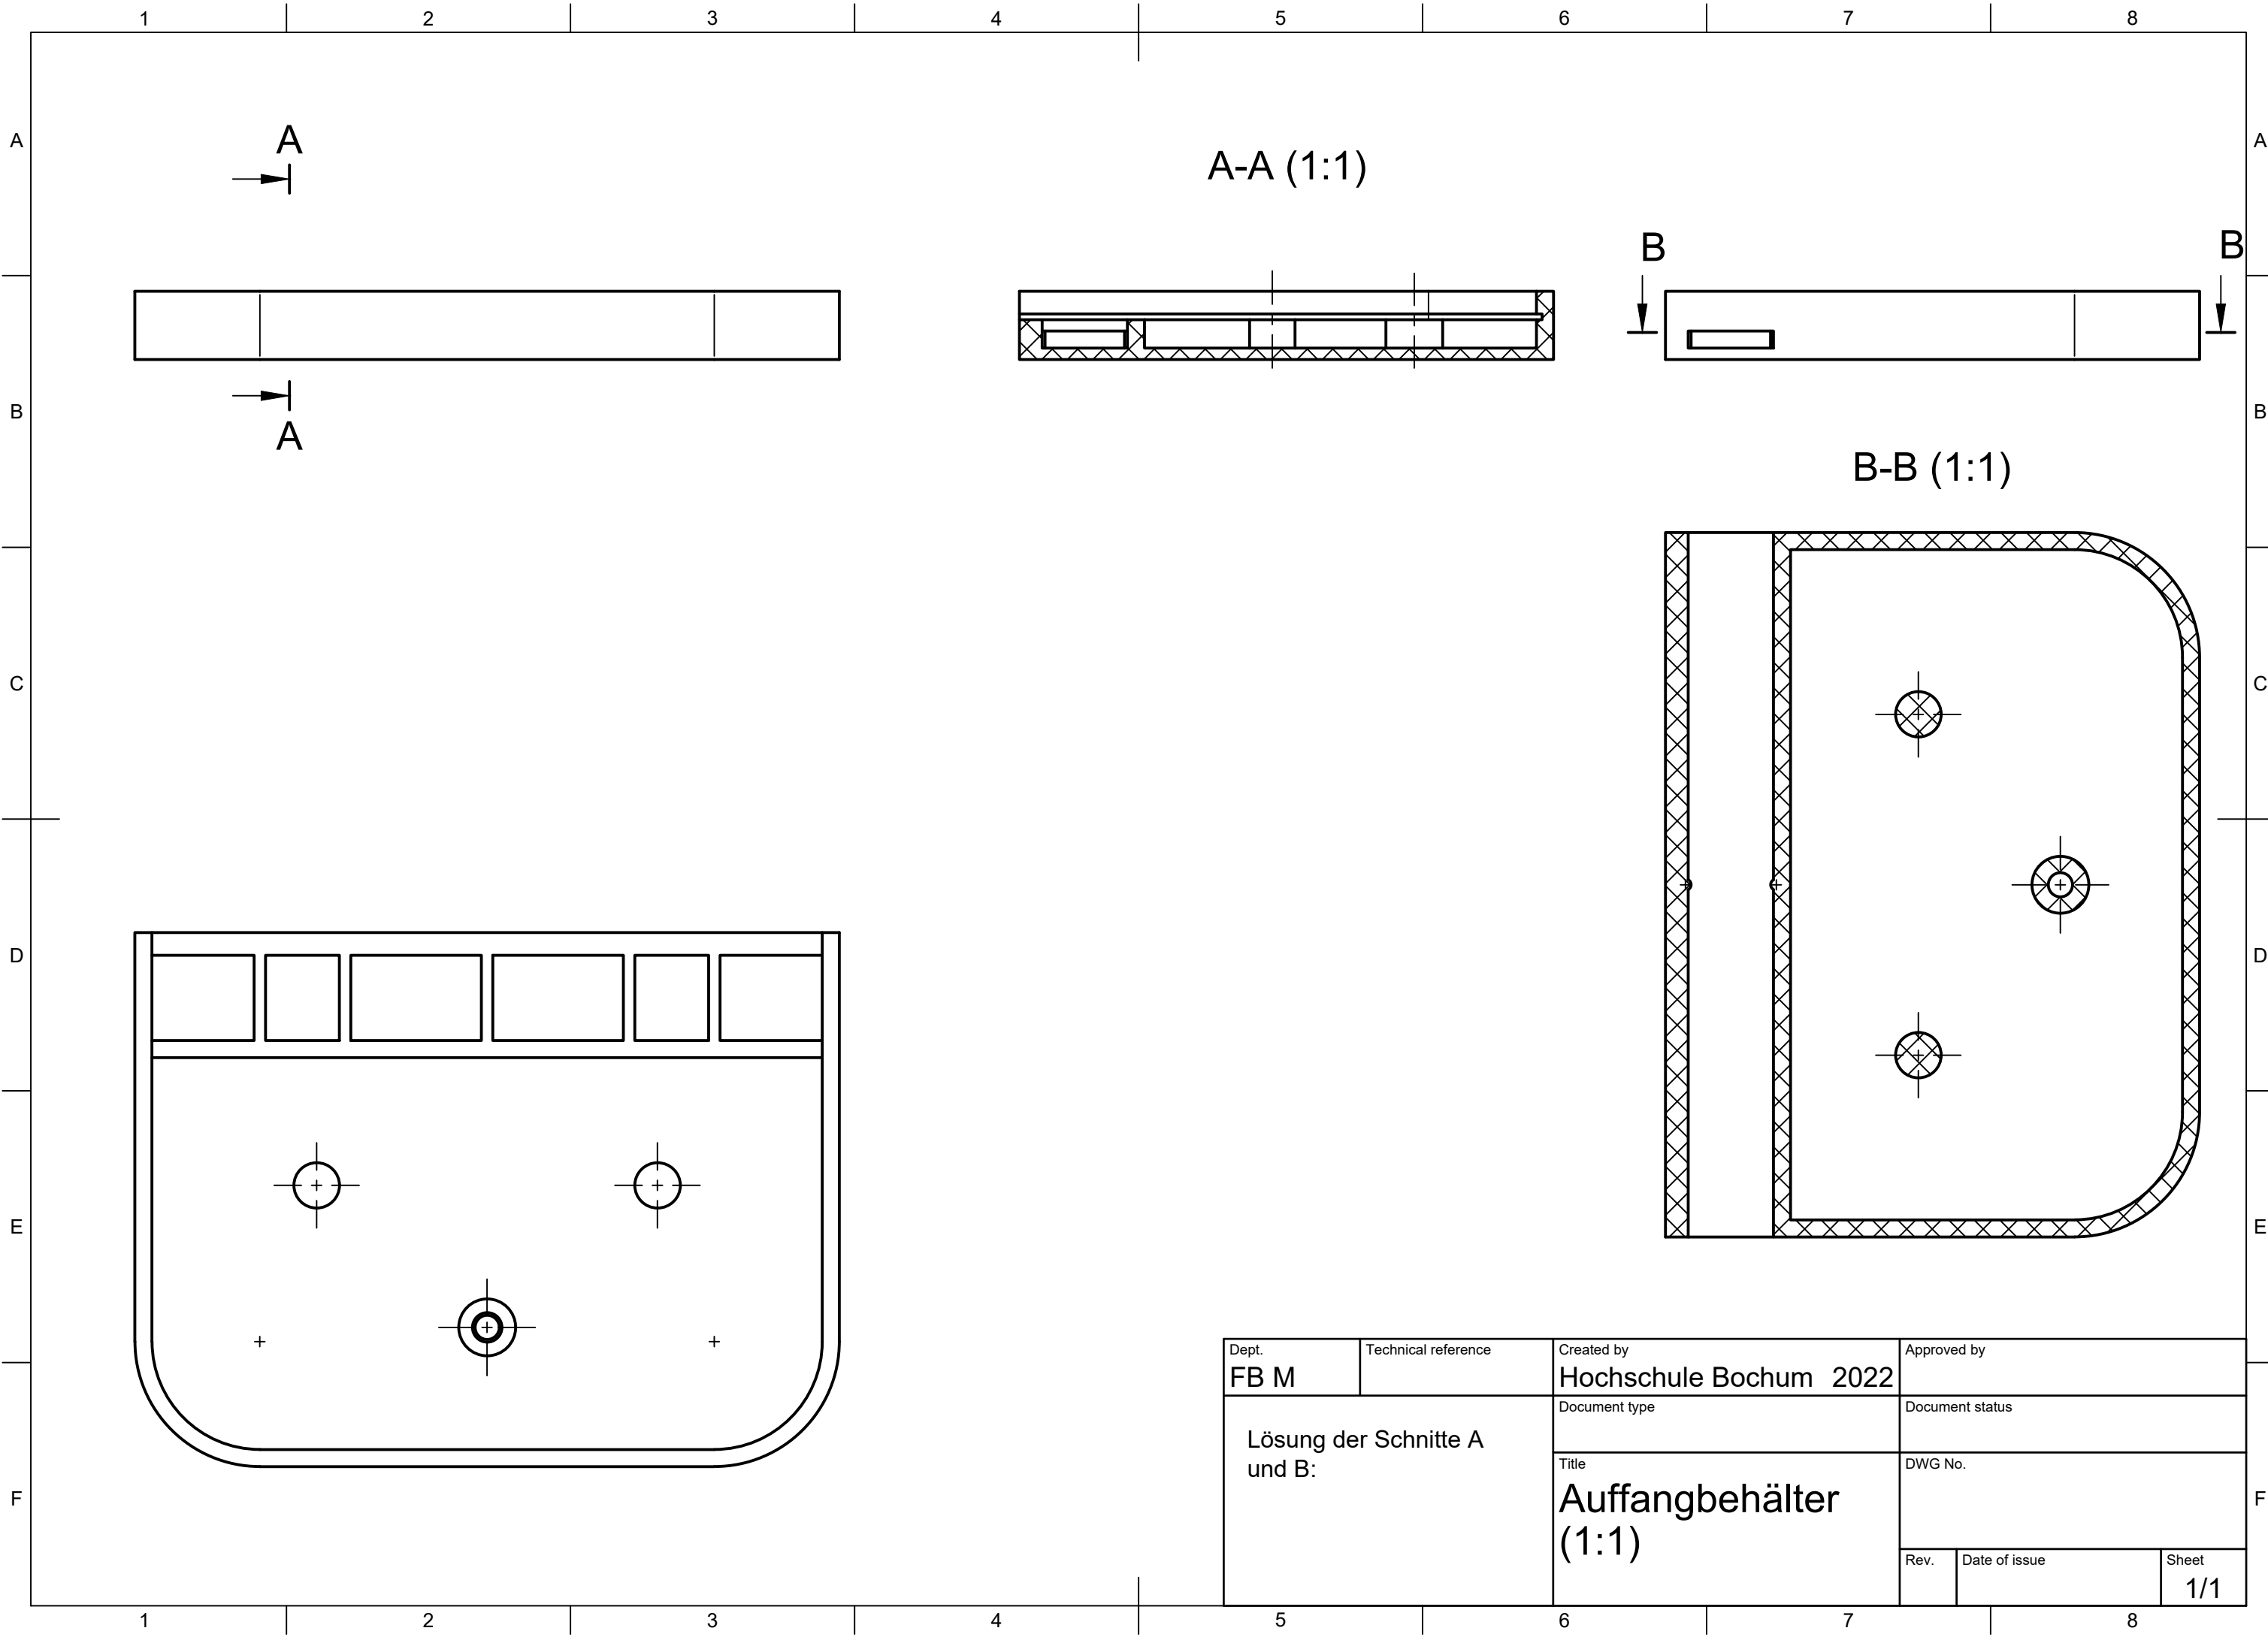 1 2 3 4 5 6 7 8
A A
A
A-A (1:1)
B B
A
B B
B-B (1:1)
C C
D D
E E
Dept.
FB M
Technical reference
Created by
Hochschule Bochum 2022
Approved by
Lösung der Schnitte A
und B:
Document type
Document status
Title
Auffangbehälter
(1:1)
DWG No.
F F
Rev.
Date of issue
Sheet
1/1
1 2 3 4 5 6 7 8